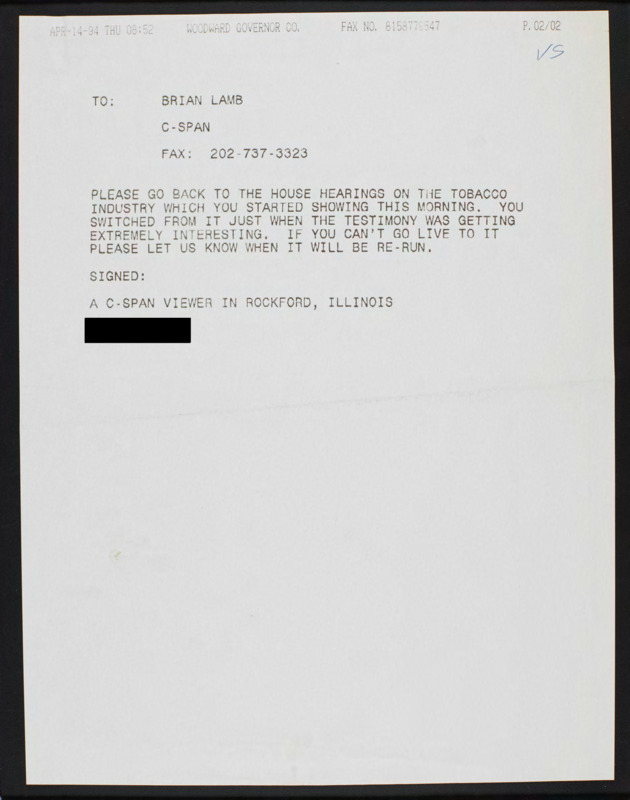 APR-14-94 THU 08:52 WOODWARD GOVERNOR CO. FAX NO. P.02/02
VS
TO: BRIAN LAMB
C-SPAN
FAX: 202-737-3323
PLEASE GO BACK TO THE HOUSE HEARINGS ON THE TOBACCO
INDUSTRY WHICH YOU STARTED SHOWING THIS MORNING. YOU
SWITCHED FROM IT JUST WHEN THE TESTIMONY WAS GETTING
EXTREMELY INTERESTING. IF YOU CAN'T GO LIVE TO IT
PLEASE LET US KNOW WHEN IT WILL BE RE-RUN.
SIGNED:
A C-SPAN VIEWER IN ROCKFORD, ILLINOIS